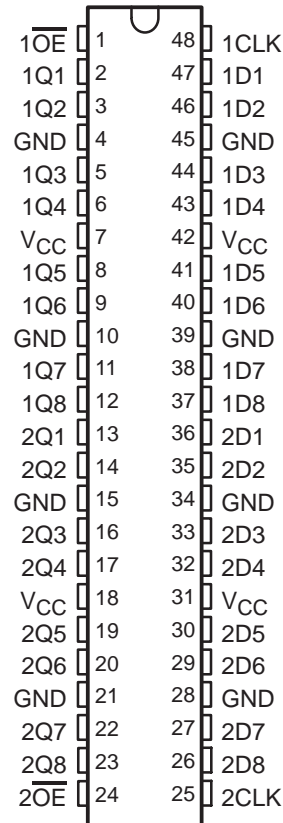 1O̅E̅ 1 48 1CLK
1Q1 2 47 1D1
1Q2 3 46 1D2
GND 4 45 GND
1Q3 5 44 1D3
1Q4 6 43 1D4
VCC 7 42 VCC
1Q5 8 41 1D5
1Q6 9 40 1D6
GND 10 39 GND
1Q7 11 38 1D7
1Q8 12 37 1D8
2Q1 13 36 2D1
2Q2 14 35 2D2
GND 15 34 GND
2Q3 16 33 2D3
2Q4 17 32 2D4
VCC 18 31 VCC
2Q5 19 30 2D5
2Q6 20 29 2D6
GND 21 28 GND
2Q7 22 27 2D7
2Q8 23 26 2D8
2O̅E̅ 24 25 2CLK